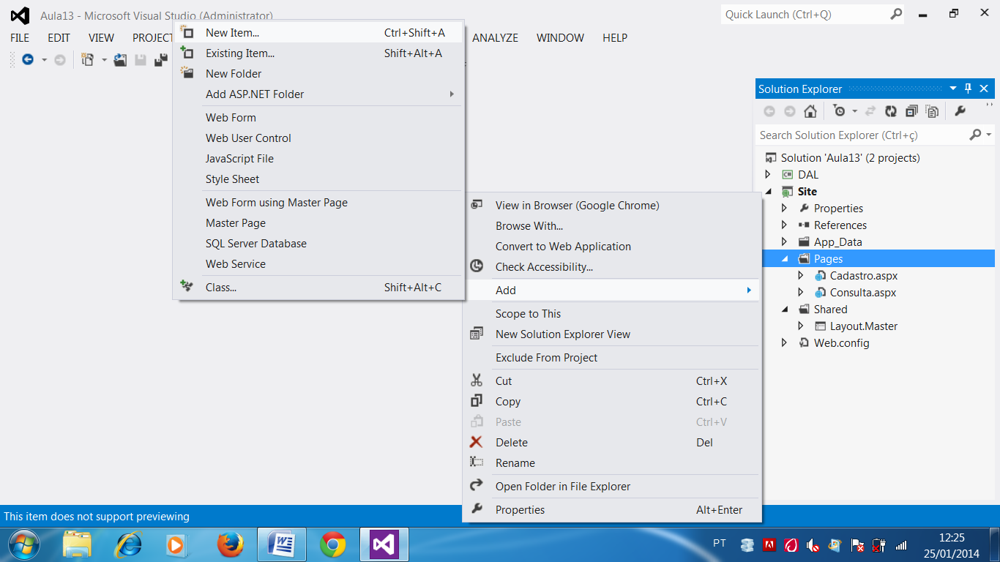 Aula13 - Microsoft Visual Studio (Administrator)
Quick Launch (Ctrl+Q)
FILE EDIT VIEW PROJECT ANALYZE WINDOW HELP
New Item... Ctrl+Shift+A
Existing Item... Shift+Alt+A
New Folder
Add ASP.NET Folder
Web Form
Web User Control
JavaScript File
Style Sheet
Web Form using Master Page
Master Page
SQL Server Database
Web Service
Class... Shift+Alt+C
View in Browser (Google Chrome)
Browse With...
Convert to Web Application
Check Accessibility...
Add
Scope to This
New Solution Explorer View
Exclude From Project
Cut Ctrl+X
Copy Ctrl+C
Paste Ctrl+V
Delete Del
Rename
Open Folder in File Explorer
Properties Alt+Enter
Solution Explorer
Search Solution Explorer (Ctrl+ç)
Solution 'Aula13' (2 projects)
DAL
Site
Properties
References
App_Data
Pages
Cadastro.aspx
Consulta.aspx
Shared
Layout.Master
Web.config
This item does not support previewing
PT
12:25
25/01/2014